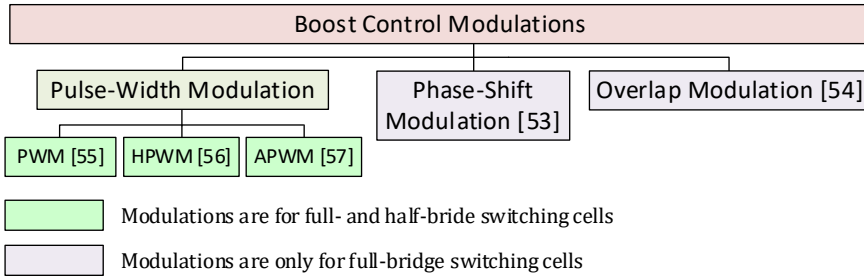 Boost Control Modulations
Pulse-Width Modulation
Phase-Shift
Modulation [53]
Overlap Modulation [54]
PWM [55]
HPWM [56]
APWM [57]
Modulations are for full- and half-bride switching cells
Modulations are only for full-bridge switching cells